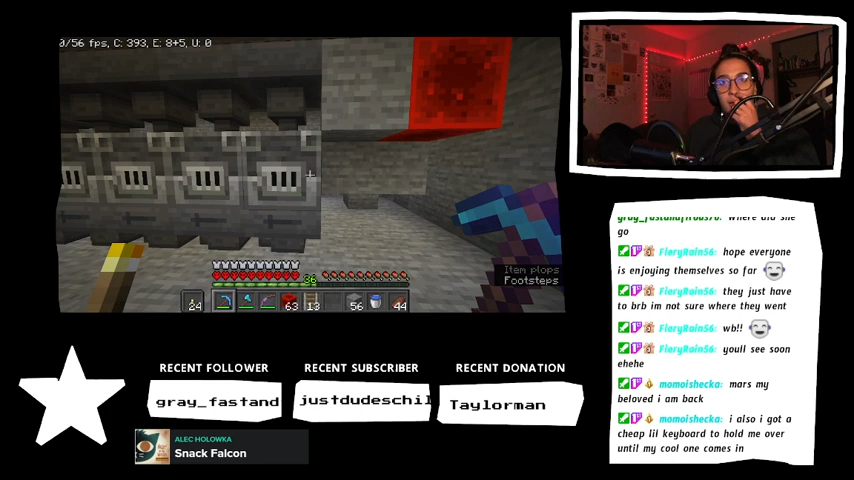 0/56 fps, C: 393, E: 8+5, U: 0
36
Item plops
Footsteps
24
63
13
56
44
gray_fastandfurious76: where did she
go
FieryRain56: hope everyone
is enjoying themselves so far
FieryRain56: they just have
to brb im not sure where they went
FieryRain56: wb!!
FieryRain56: youll see soon
ehehe
momoishecka: mars my
beloved i am back
momoishecka: i also i got a
cheap lil keyboard to hold me over
until my cool one comes in
RECENT FOLLOWER
RECENT SUBSCRIBER
RECENT DONATION
gray_fastand
justdudeschil
Taylorman
ALEC HOLOWKA
Snack Falcon